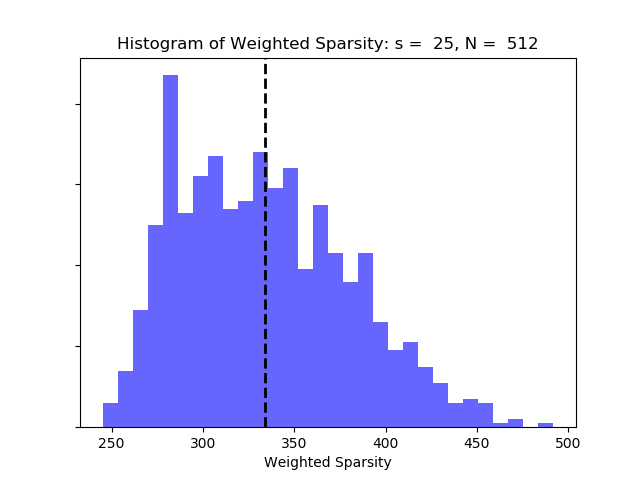 Histogram of Weighted Sparsity: s =  25, N =  512
250 300 350 400 450 500
Weighted Sparsity